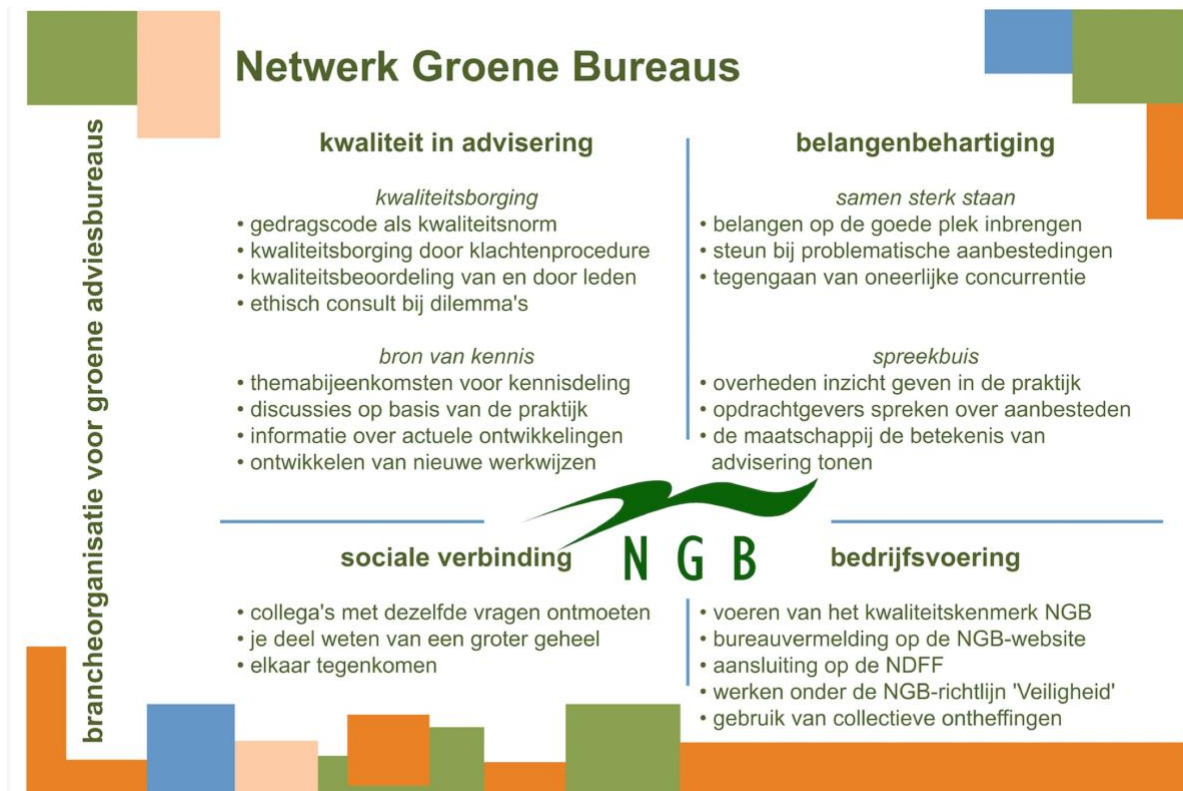 Netwerk Groene Bureaus
brancheorganisatie voor groene adviesbureaus
kwaliteit in advisering
kwaliteitsborging
• gedragscode als kwaliteitsnorm
• kwaliteitsborging door klachtenprocedure
• kwaliteitsbeoordeling van en door leden
• ethisch consult bij dilemma's
bron van kennis
• themabijeenkomsten voor kennisdeling
• discussies op basis van de praktijk
• informatie over actuele ontwikkelingen
• ontwikkelen van nieuwe werkwijzen
belangenbehartiging
samen sterk staan
• belangen op de goede plek inbrengen
• steun bij problematische aanbestedingen
• tegengaan van oneerlijke concurrentie
spreekbuis
• overheden inzicht geven in de praktijk
• opdrachtgevers spreken over aanbesteden
• de maatschappij de betekenis van
advisering tonen
NGB
sociale verbinding
• collega's met dezelfde vragen ontmoeten
• je deel weten van een groter geheel
• elkaar tegenkomen
bedrijfsvoering
• voeren van het kwaliteitskenmerk NGB
• bureauvermelding op de NGB-website
• aansluiting op de NDFF
• werken onder de NGB-richtlijn 'Veiligheid'
• gebruik van collectieve ontheffingen